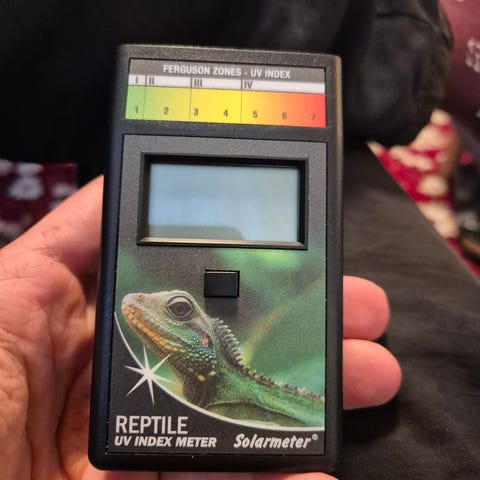 FERGUSON ZONES - UV INDEX
I II III IV
1 2 3 4 5 6 7
REPTILE
UV INDEX METER Solarmeter®